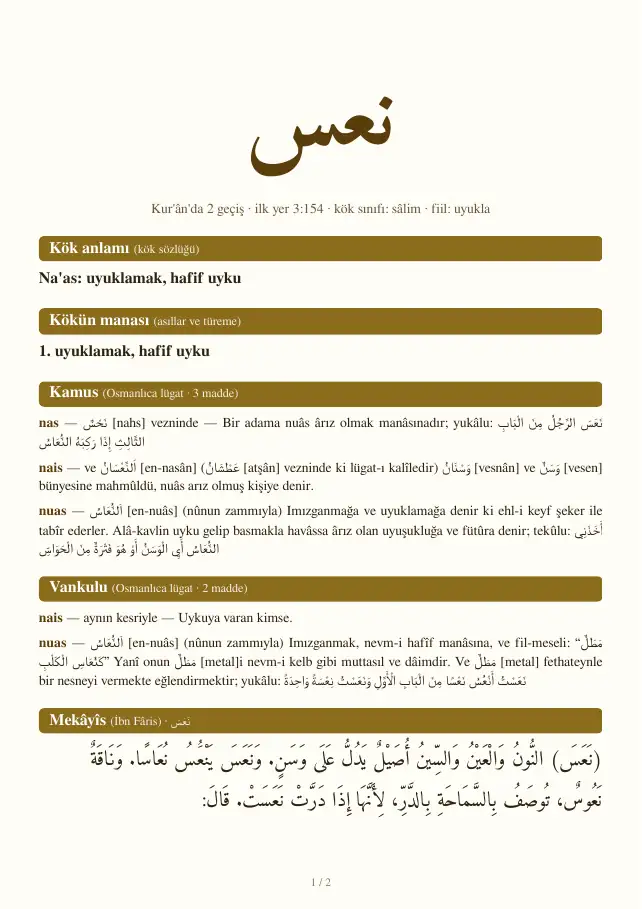 نعس
Kur'ân'da 2 geçiş · ilk yer 3:154 · kök sınıfı: sâlim · fiil: uyukla
Kök anlamı (kök sözlüğü)
Na'as: uyuklamak, hafif uyku
Kökün manası (asıllar ve türeme)
1. uyuklamak, hafif uyku
Kamus (Osmanlıca lügat · 3 madde)
nas — نَحْسٌ [nahs] vezninde — Bir adama nuâs ârız olmak manâsınadır; yukâlu: نَعَسَ الرَّجُلُ مِنَ الْبَابِ
الثَّالِثِ إِذَا رَكِبَهُ النُّعَاسُ
nais — ve اَلنَّعْسَانُ [en-nasân] (عَطْشَانُ [atşân] vezninde ki lügat-ı kalîledir) وَسْنَانُ [vesnân] ve وَسَنٌ [vesen]
bünyesine mahmûldü, nuâs arız olmuş kişiye denir.
nuas — اَلنُّعَاسُ [en-nuâs] (nûnun zammıyla) Imızganmağa ve uyuklamağa denir ki ehl-i keyf şeker ile
tabîr ederler. Alâ-kavlin uyku gelip basmakla havâssa ârız olan uyuşukluğa ve fütûra denir; tekûlu: أَخَذَنِي
النُّعَاسُ أَيِ الْوَسَنُ أَوْ هُوَ فَتْرَةٌ مِنَ الْحَوَاسِّ
Vankulu (Osmanlıca lügat · 2 madde)
nais — aynın kesriyle — Uykuya varan kimse.
nuas — اَلنُّعَاسُ [en-nuâs] (nûnun zammıyla) Imızganmak, nevm-i hafîf manâsına, ve fil-meseli: “مَطْلٌ
كَنُعَاسِ الْكَلْبِ” Yanî onun مَطْلٌ [metal]i nevm-i kelb gibi muttasıl ve dâimdir. Ve مَطْلٌ [metal] fethateynle
bir nesneyi vermekte eğlendirmektir; yukâlu: نَعَسْتُ أَنْعُسُ نَعْسًا مِنَ الْبَابِ الْأَوَّلِ وَنَعَسْتُ نِعْسَةً وَاحِدَةً
Mekâyîs (İbn Fâris) · نَعَسَ
(نَعَسَ) النُّونُ وَالْعَيْنُ وَالسِّينُ أُصَيْلٌ يَدُلُّ عَلَى وَسَنٍ. وَنَعَسَ يَنْعُسُ نُعَاسًا. وَنَاقَةٌ
نَعُوسٌ، تُوصَفُ بِالسَّمَاحَةِ بِالدَّرِّ، لِأَنَّهَا إِذَا دَرَّتْ نَعَسَتْ. قَالَ:
1 / 2